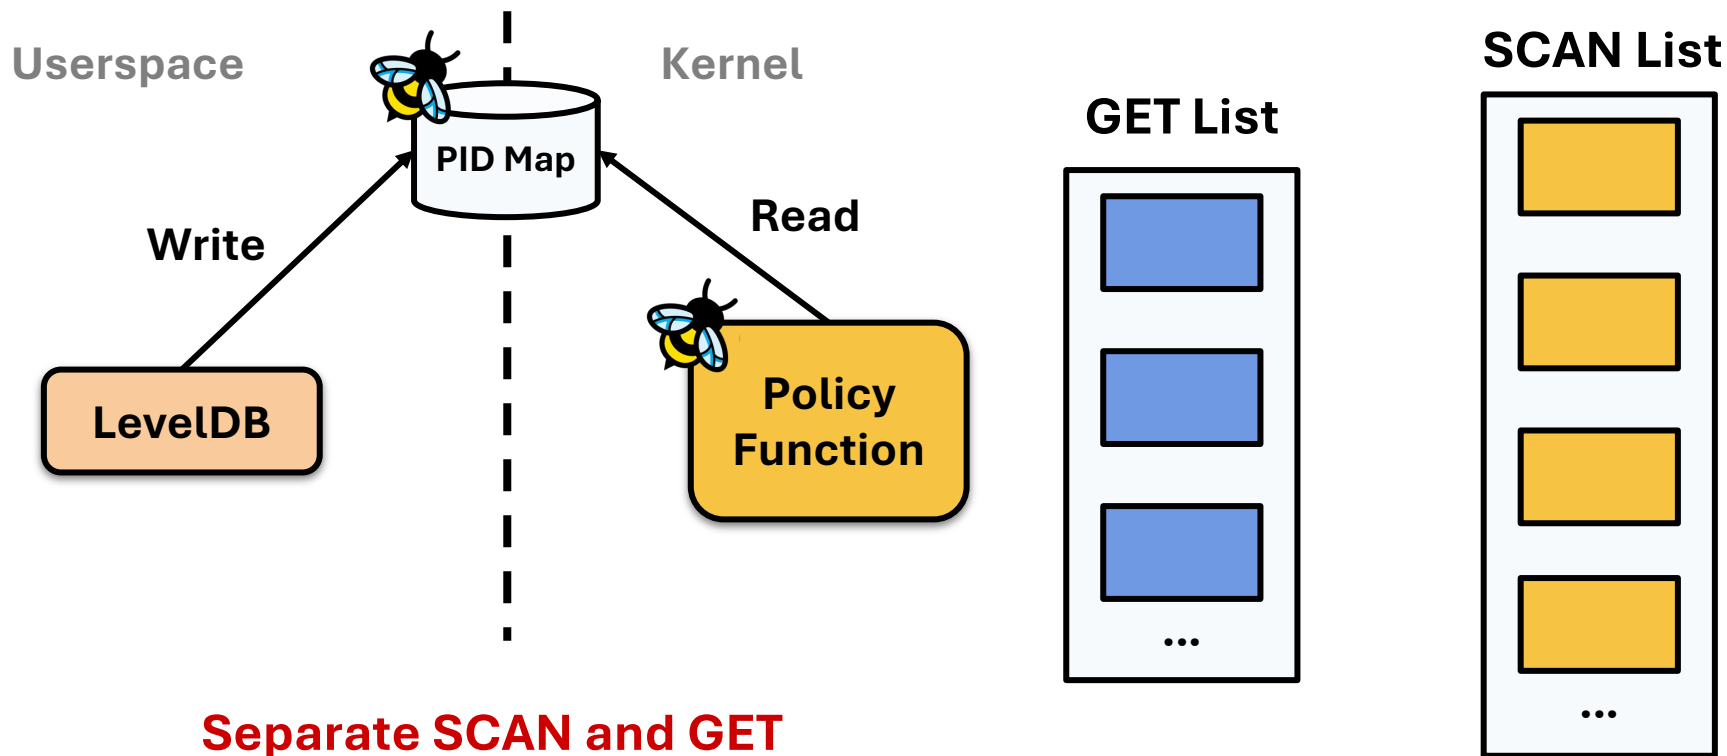 Userspace
Kernel
PID Map
Write
Read
LevelDB
Policy
Function
Separate SCAN and GET
GET List
...
SCAN List
...